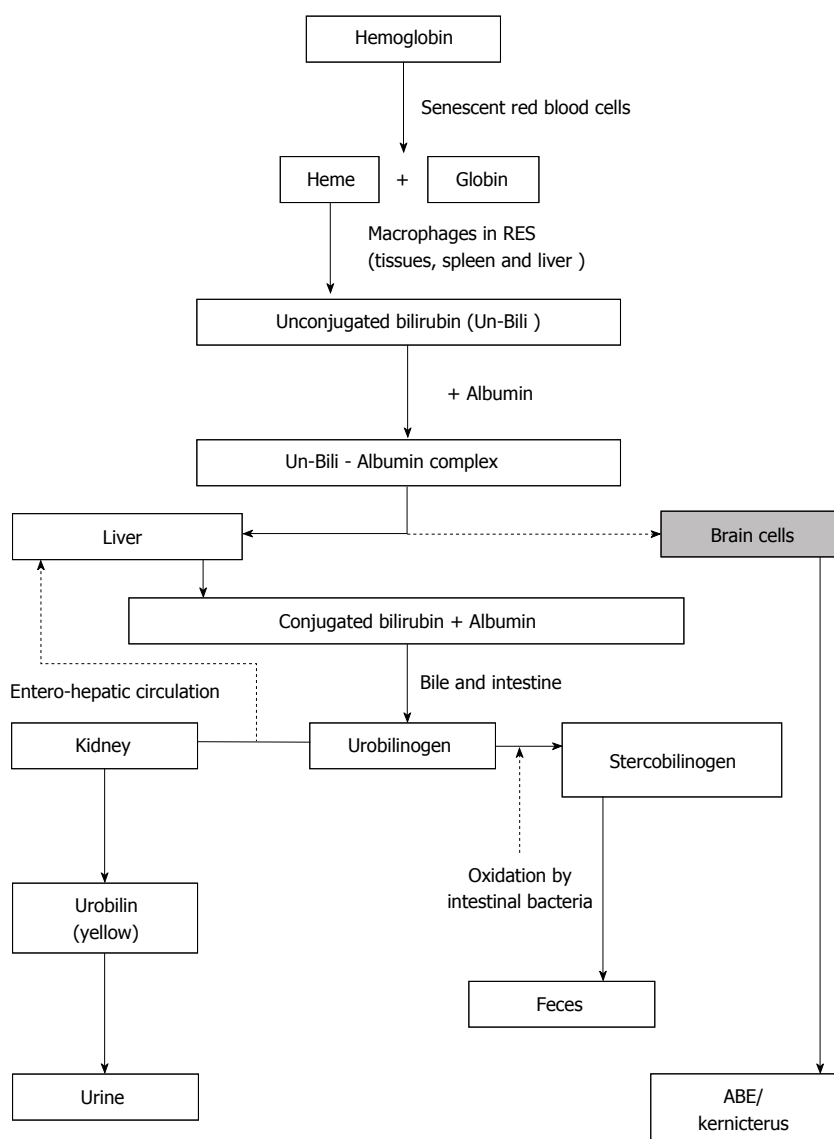 Hemoglobin
Senescent red blood cells
Heme
+
Globin
Macrophages in RES
(tissues, spleen and liver )
Unconjugated bilirubin (Un-Bili )
+ Albumin
Un-Bili - Albumin complex
Liver
Brain cells
Conjugated bilirubin + Albumin
Entero-hepatic circulation
Bile and intestine
Kidney
Urobilinogen
Stercobilinogen
Oxidation by
intestinal bacteria
Urobilin
(yellow)
Feces
Urine
ABE/
kernicterus